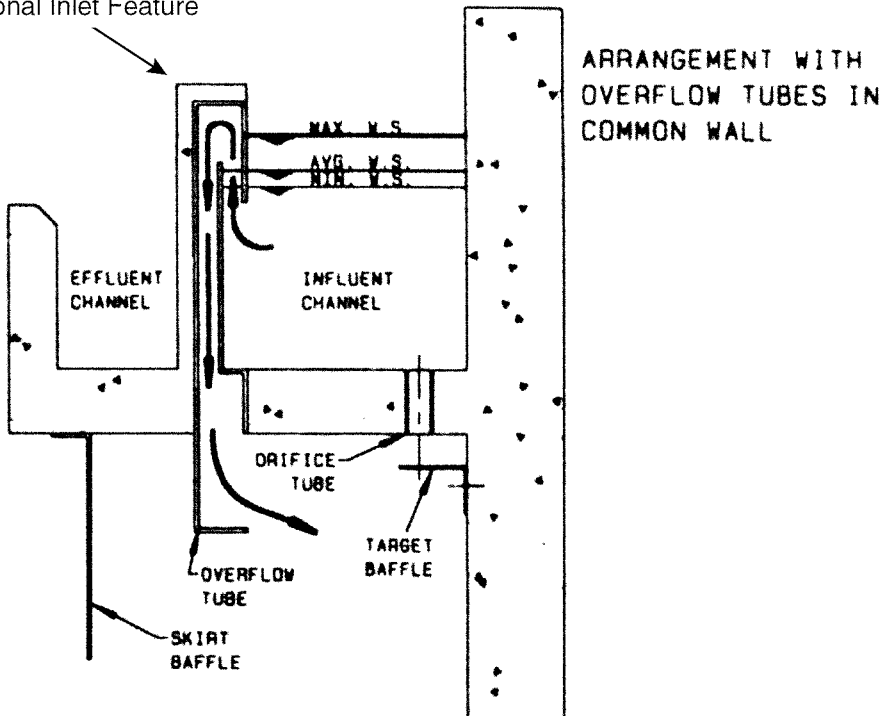 onal Inlet Feature
ARRANGEMENT WITH
OVERFLOW TUBES IN
COMMON WALL
MAX. W.S.
AVG. W.S.
MIN. W.S.
EFFLUENT
CHANNEL
INFLUENT
CHANNEL
ORIFICE
TUBE
TARGET
BAFFLE
OVERFLOW
TUBE
SKIRT
BAFFLE